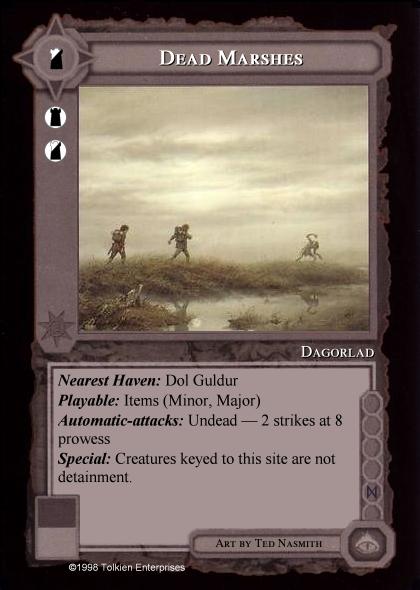 DEAD MARSHES
DAGORLAD
Nearest Haven: Dol Guldur
Playable: Items (Minor, Major)
Automatic-attacks: Undead — 2 strikes at 8
prowess
Special: Creatures keyed to this site are not
detainment.
ART BY TED NASMITH
©1998 Tolkien Enterprises